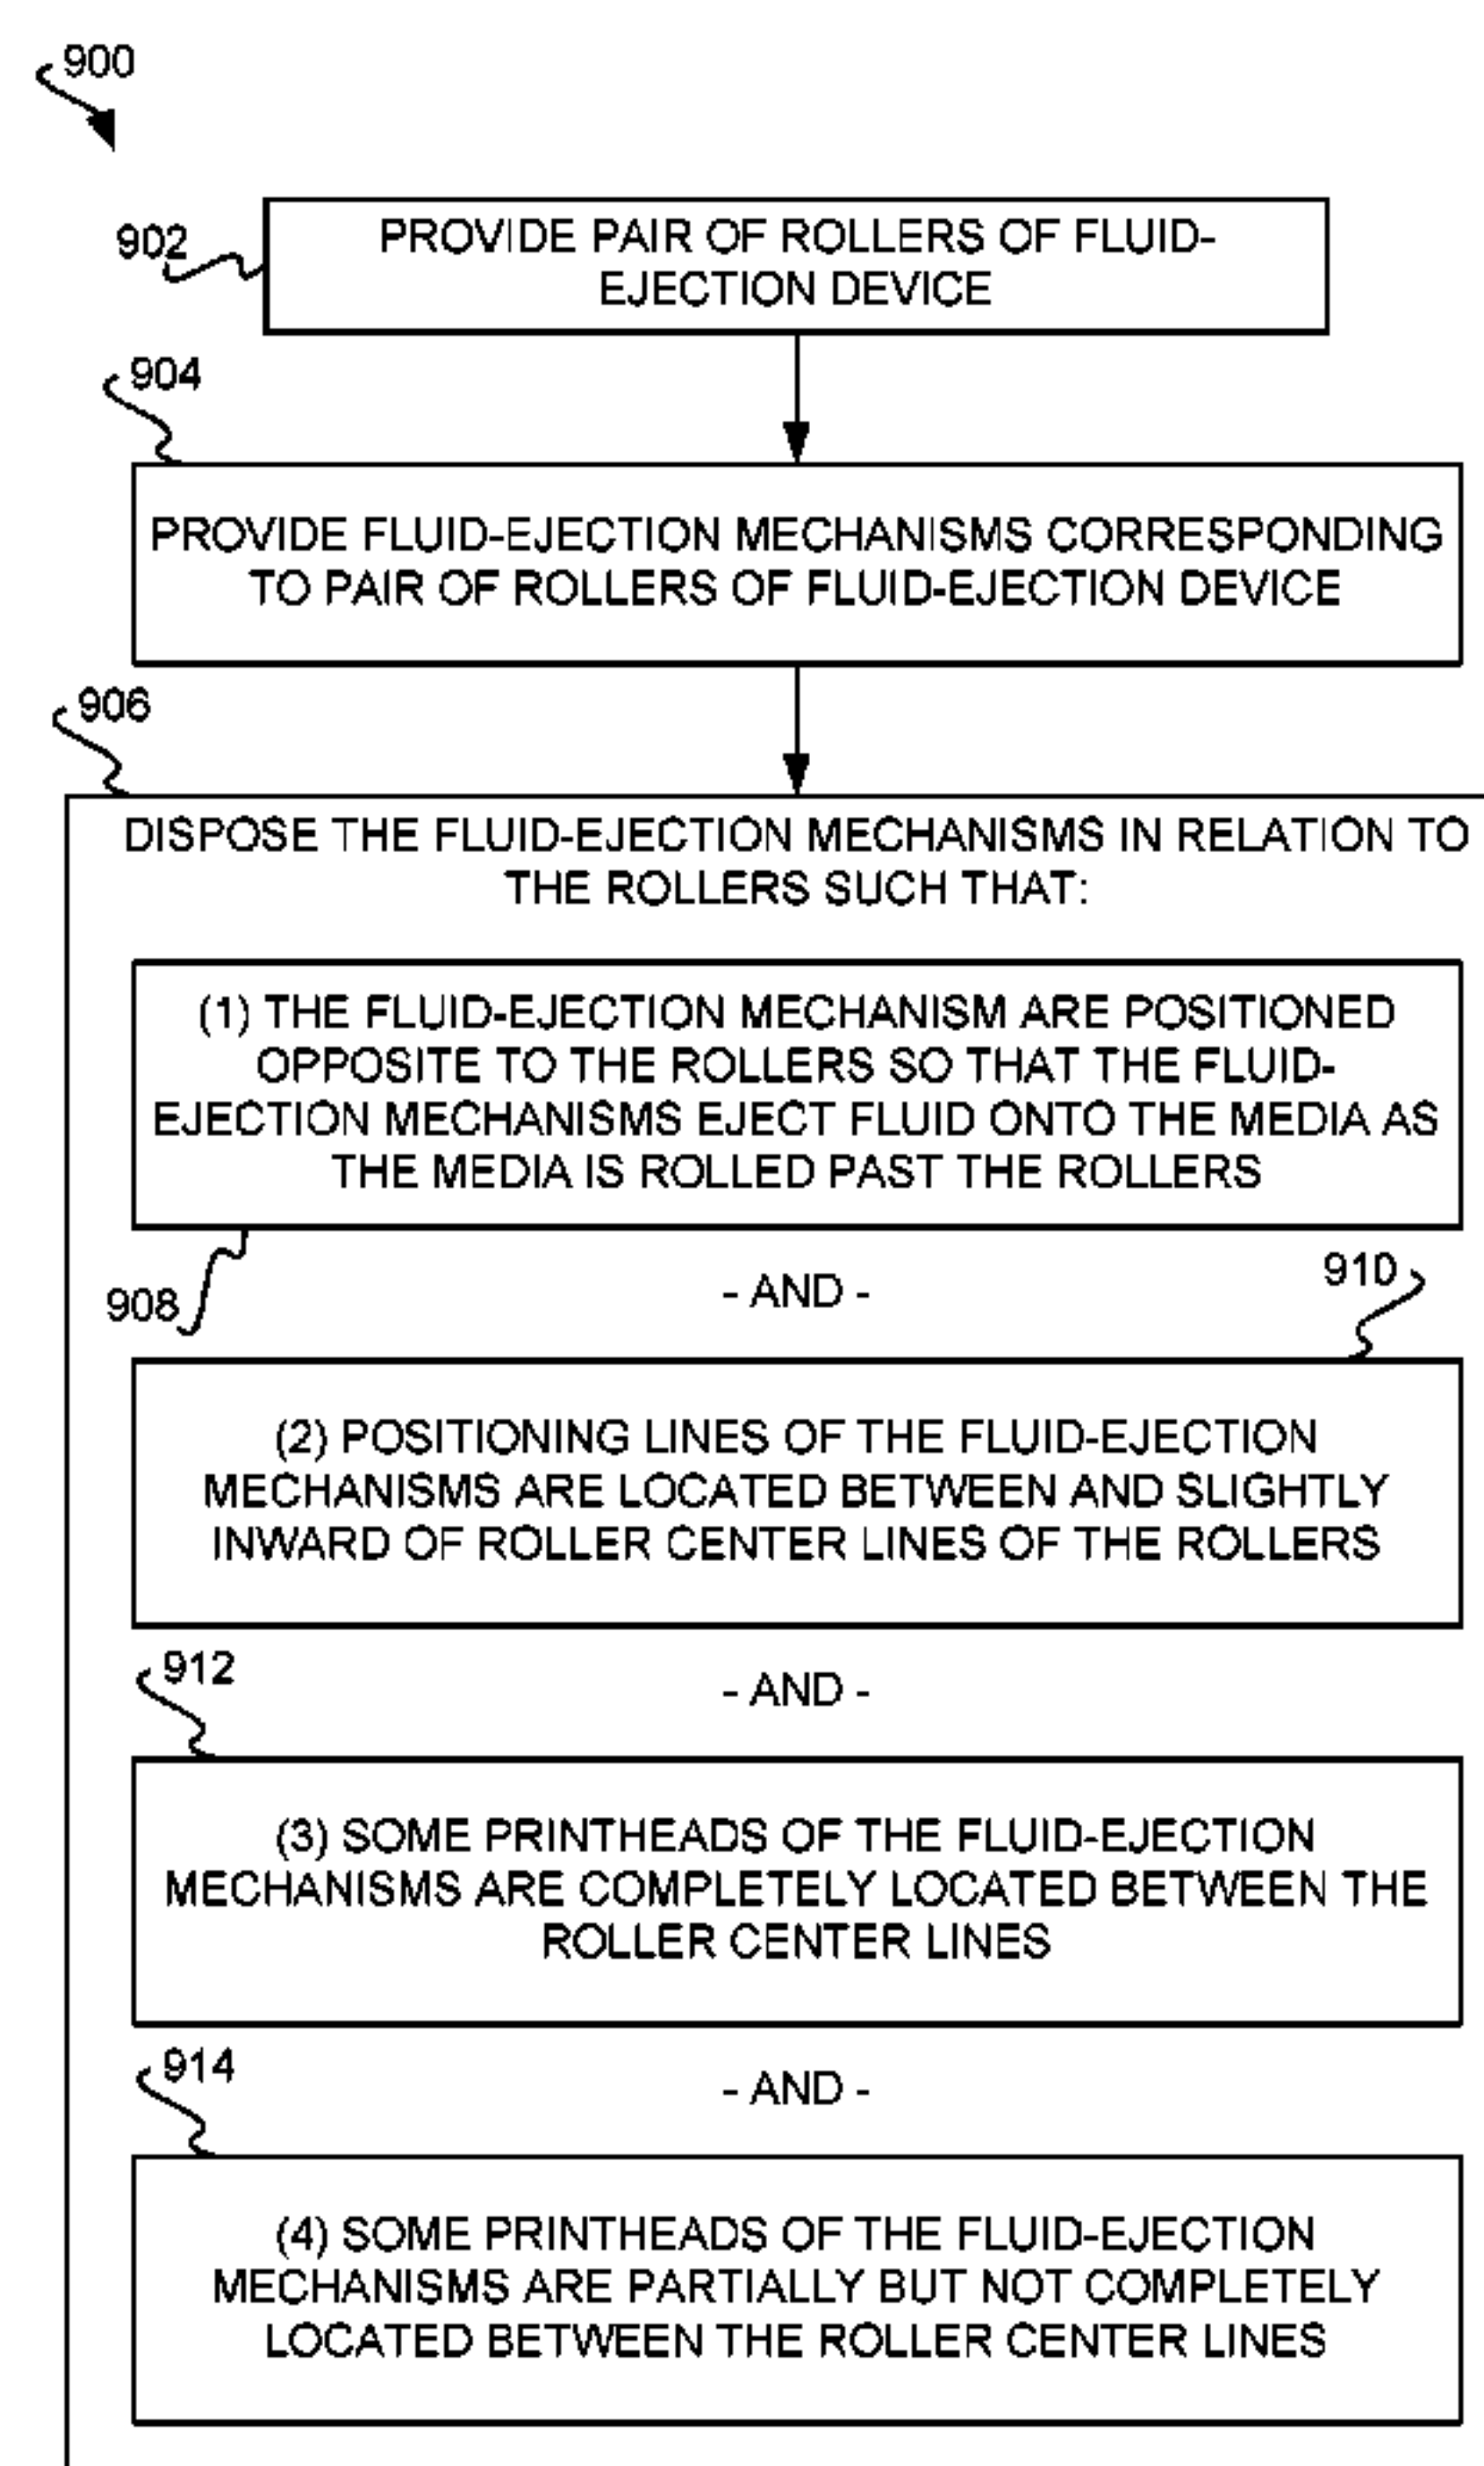 900
902
PROVIDE PAIR OF ROLLERS OF FLUID-
EJECTION DEVICE
904
PROVIDE FLUID-EJECTION MECHANISMS CORRESPONDING
TO PAIR OF ROLLERS OF FLUID-EJECTION DEVICE
906
DISPOSE THE FLUID-EJECTION MECHANISMS IN RELATION TO
THE ROLLERS SUCH THAT:
(1) THE FLUID-EJECTION MECHANISM ARE POSITIONED
OPPOSITE TO THE ROLLERS SO THAT THE FLUID-
EJECTION MECHANISMS EJECT FLUID ONTO THE MEDIA AS
THE MEDIA IS ROLLED PAST THE ROLLERS
908
- AND -
910
(2) POSITIONING LINES OF THE FLUID-EJECTION
MECHANISMS ARE LOCATED BETWEEN AND SLIGHTLY
INWARD OF ROLLER CENTER LINES OF THE ROLLERS
912
- AND -
(3) SOME PRINTHEADS OF THE FLUID-EJECTION
MECHANISMS ARE COMPLETELY LOCATED BETWEEN THE
ROLLER CENTER LINES
914
- AND -
(4) SOME PRINTHEADS OF THE FLUID-EJECTION
MECHANISMS ARE PARTIALLY BUT NOT COMPLETELY
LOCATED BETWEEN THE ROLLER CENTER LINES